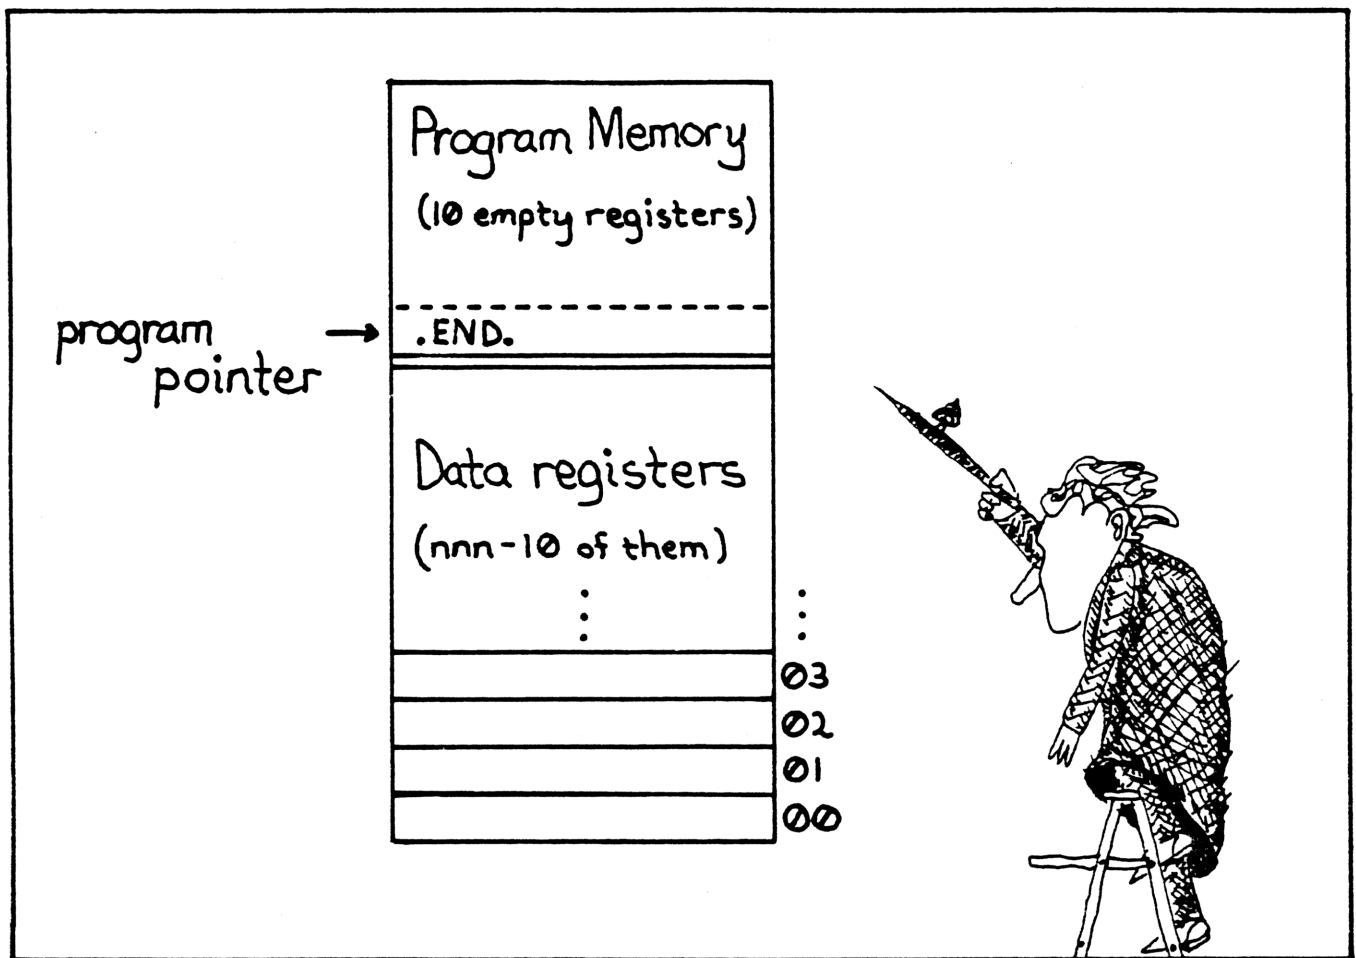 Program Memory
(10 empty registers)
program
pointer
.END.
Data registers
(nnn-10 of them)
03
02
01
00